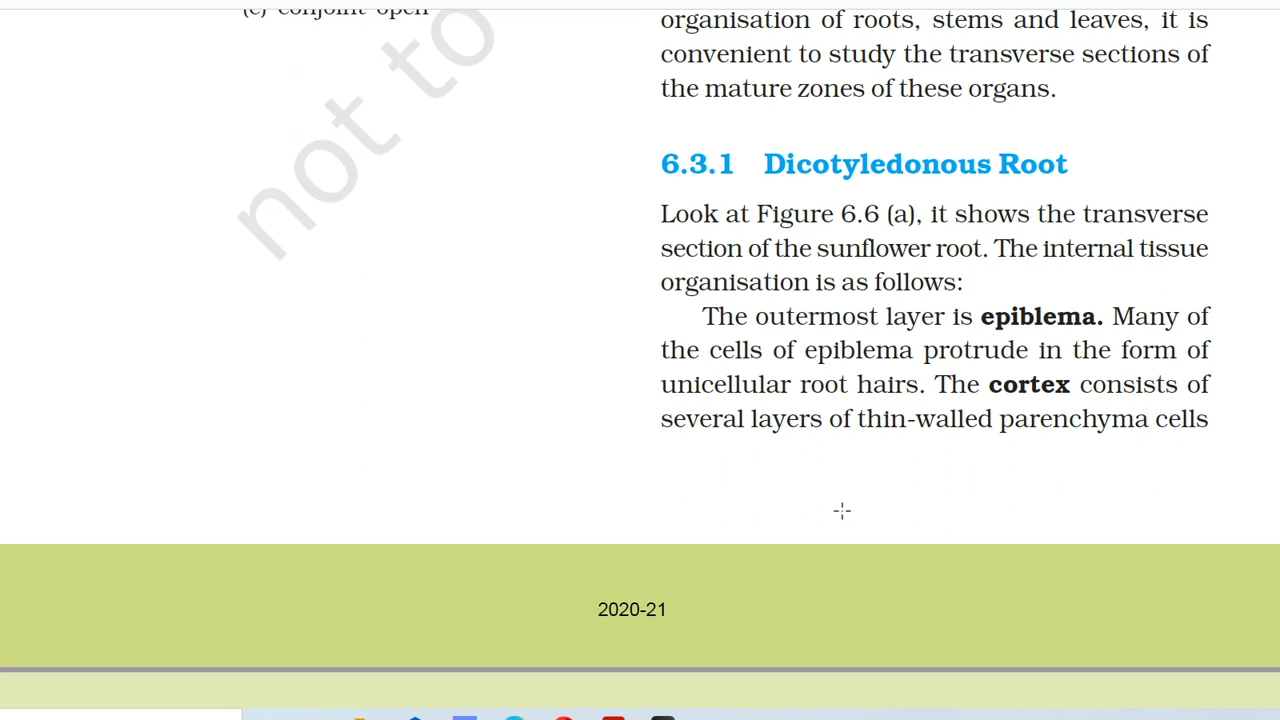 (c) conjoint open
not to
organisation of roots, stems and leaves, it is
convenient to study the transverse sections of
the mature zones of these organs.
6.3.1 Dicotyledonous Root
Look at Figure 6.6 (a), it shows the transverse
section of the sunflower root. The internal tissue
organisation is as follows:
The outermost layer is epiblema. Many of
the cells of epiblema protrude in the form of
unicellular root hairs. The cortex consists of
several layers of thin-walled parenchyma cells
2020-21